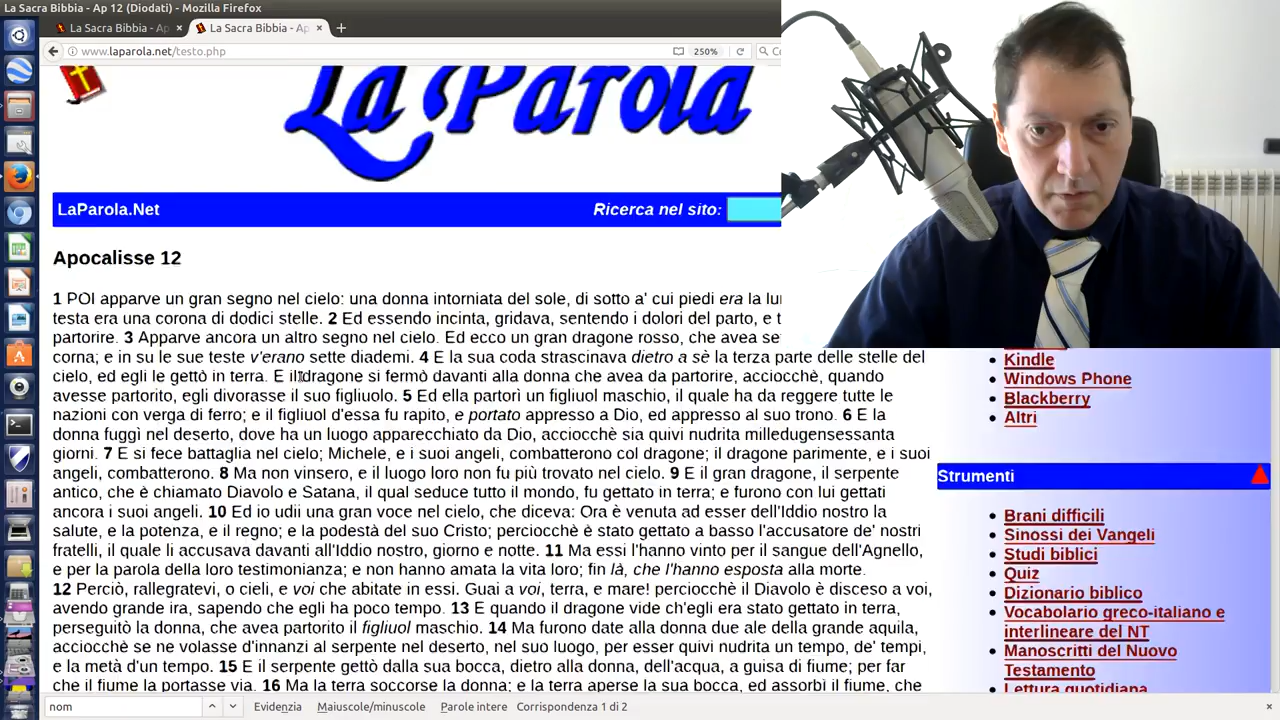 La Sacra Bibbia - Ap 12 (Diodati) - Mozilla Firefox
La Sacra Bibbia - Ap × La Sacra Bibbia - Ap × +
www.laparola.net/testo.php 250%
La Parola
LaParola.Net Ricerca nel sito:
Apocalisse 12
1 POI apparve un gran segno nel cielo: una donna intorniata del sole, di sotto a' cui piedi era la
testa era una corona di dodici stelle. 2 Ed essendo incinta, gridava, sentendo i dolori del parto, e
partorire. 3 Apparve ancora un altro segno nel cielo. Ed ecco un gran dragone rosso, che avea
corna; e in su le sue teste v'erano sette diademi. 4 E la sua coda strascinava dietro a sè la terza parte delle stelle del
cielo, ed egli le gettò in terra. E il dragone si fermò davanti alla donna che avea da partorire, acciocchè, quando
avesse partorito, egli divorasse il suo figliuolo. 5 Ed ella partorì un figliuol maschio, il quale ha da reggere tutte le
nazioni con verga di ferro; e il figliuol d'essa fu rapito, e portato appresso a Dio, ed appresso al suo trono. 6 E la
donna fuggì nel deserto, dove ha un luogo apparecchiato da Dio, acciocchè sia quivi nudrita milledugensessanta
giorni. 7 E si fece battaglia nel cielo; Michele, e i suoi angeli, combatterono col dragone; il dragone parimente, e i suoi
angeli, combatterono. 8 Ma non vinsero, e il luogo loro non fu più trovato nel cielo. 9 E il gran dragone, il serpente
antico, che è chiamato Diavolo e Satana, il qual seduce tutto il mondo, fu gettato in terra; e furono con lui gettati
ancora i suoi angeli. 10 Ed io udii una gran voce nel cielo, che diceva: Ora è venuta ad esser dell'Iddio nostro la
salute, e la potenza, e il regno; e la podestà del suo Cristo; perciocchè è stato gettato a basso l'accusatore de' nostri
fratelli, il quale li accusava davanti all'Iddio nostro, giorno e notte. 11 Ma essi l'hanno vinto per il sangue dell'Agnello,
e per la parola della loro testimonianza; e non hanno amata la vita loro; fin là, che l'hanno esposta alla morte.
12 Perciò, rallegratevi, o cieli, e voi che abitate in essi. Guai a voi, terra, e mare! perciocchè il Diavolo è disceso a voi,
avendo grande ira, sapendo che egli ha poco tempo. 13 E quando il dragone vide ch'egli era stato gettato in terra,
perseguitò la donna, che avea partorito il figliuol maschio. 14 Ma furono date alla donna due ale della grande aquila,
acciocchè se ne volasse d'innanzi al serpente nel deserto, nel suo luogo, per esser quivi nudrita un tempo, de' tempi,
e la metà d'un tempo. 15 E il serpente gettò dalla sua bocca, dietro alla donna, dell'acqua, a guisa di fiume; per far
che il fiume la portasse via. 16 Ma la terra soccorse la donna; e la terra aperse la sua bocca, ed assorbì il fiume, che
Kindle
Windows Phone
Blackberry
Altri
Strumenti
Brani difficili
Sinossi dei Vangeli
Studi biblici
Quiz
Dizionario biblico
Vocabolario greco-italiano e
interlineare del NT
Manoscritti del Nuovo
Testamento
Lettura quotidiana
nom Evidenzia Maiuscole/minuscole Parole intere Corrispondenza 1 di 2